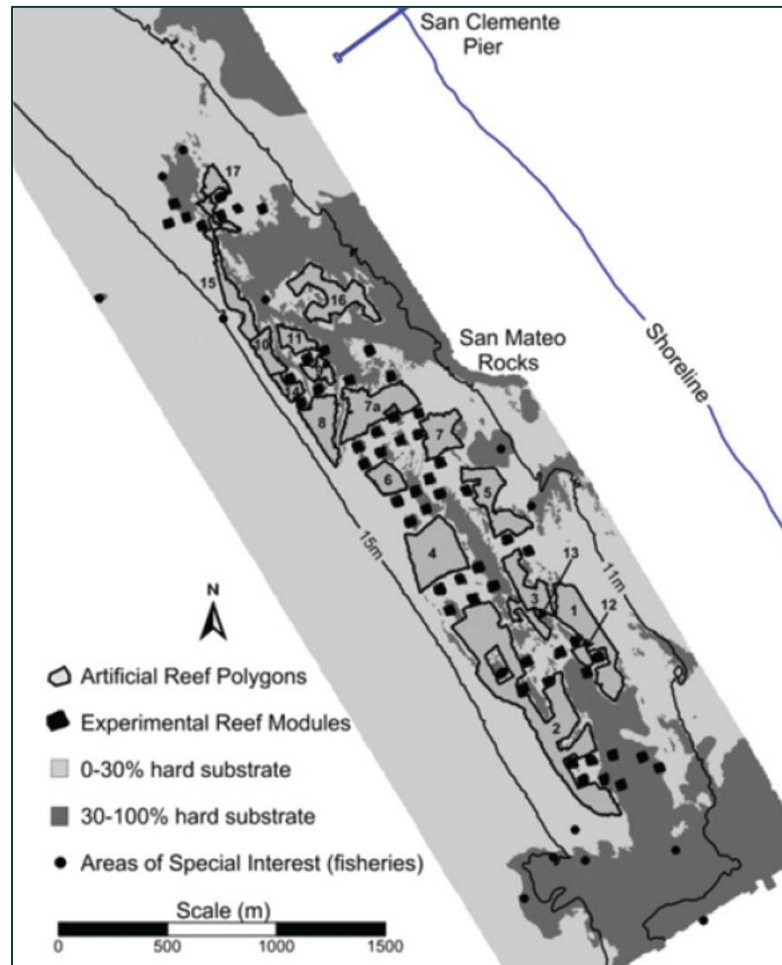 San Clemente
Pier
17
15
16
San Mateo
Rocks
Shoreline
10
11
14
7a
8
7
6
5
15m
4
13
11m
3
1
12
2
N
Artificial Reef Polygons
Experimental Reef Modules
0-30% hard substrate
30-100% hard substrate
Areas of Special Interest (fisheries)
Scale (m)
0 500 1000 1500